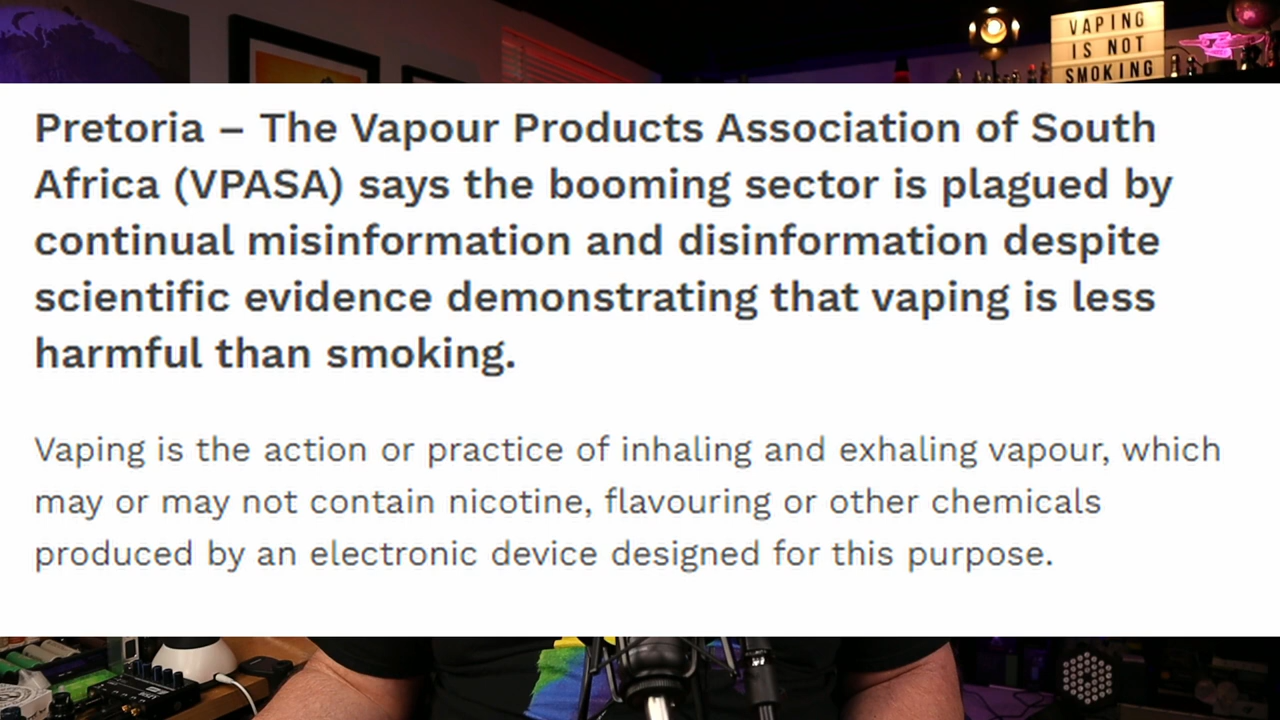 VAPING
IS NOT
SMOKING
Pretoria – The Vapour Products Association of South
Africa (VPASA) says the booming sector is plagued by
continual misinformation and disinformation despite
scientific evidence demonstrating that vaping is less
harmful than smoking.
Vaping is the action or practice of inhaling and exhaling vapour, which
may or may not contain nicotine, flavouring or other chemicals
produced by an electronic device designed for this purpose.